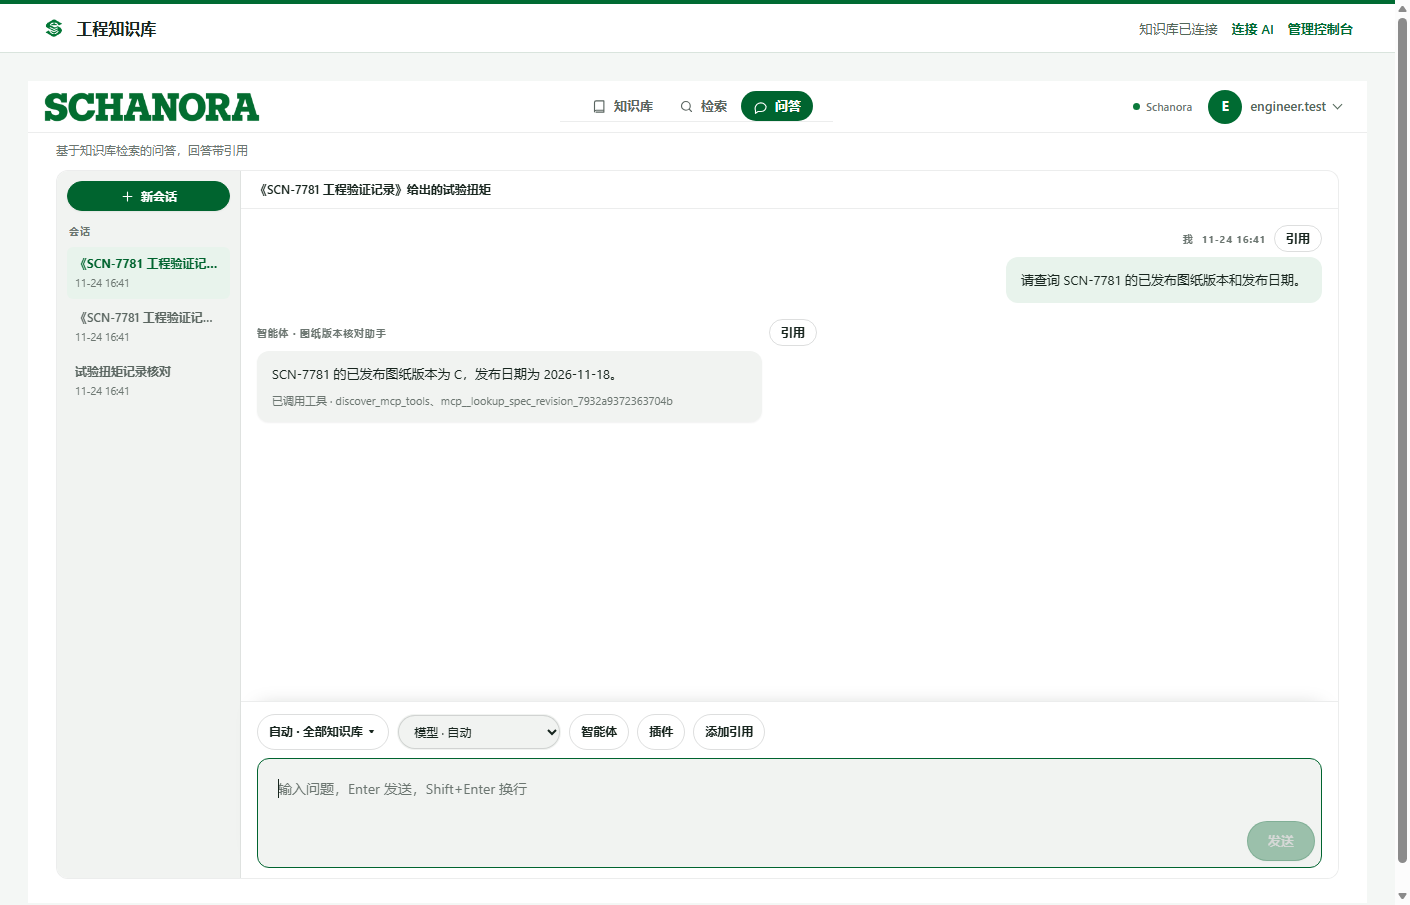 工程知识库
知识库已连接 连接 AI 管理控制台
SCHANORA
知识库 检索 问答
Schanora E engineer.test
基于知识库检索的问答，回答带引用
+ 新会话
会话
《SCN-7781 工程验证记...
11-24 16:41
《SCN-7781 工程验证记...
11-24 16:41
试验扭矩记录核对
11-24 16:41
《SCN-7781 工程验证记录》给出的试验扭矩
我 11-24 16:41 引用
请查询 SCN-7781 的已发布图纸版本和发布日期。
智能体 · 图纸版本核对助手 引用
SCN-7781 的已发布图纸版本为 C，发布日期为 2026-11-18。
已调用工具 · discover_mcp_tools、mcp__lookup_spec_revision_7932a9372363704b
自动 · 全部知识库 模型 · 自动 智能体 插件 添加引用
输入问题，Enter 发送，Shift+Enter 换行
发送